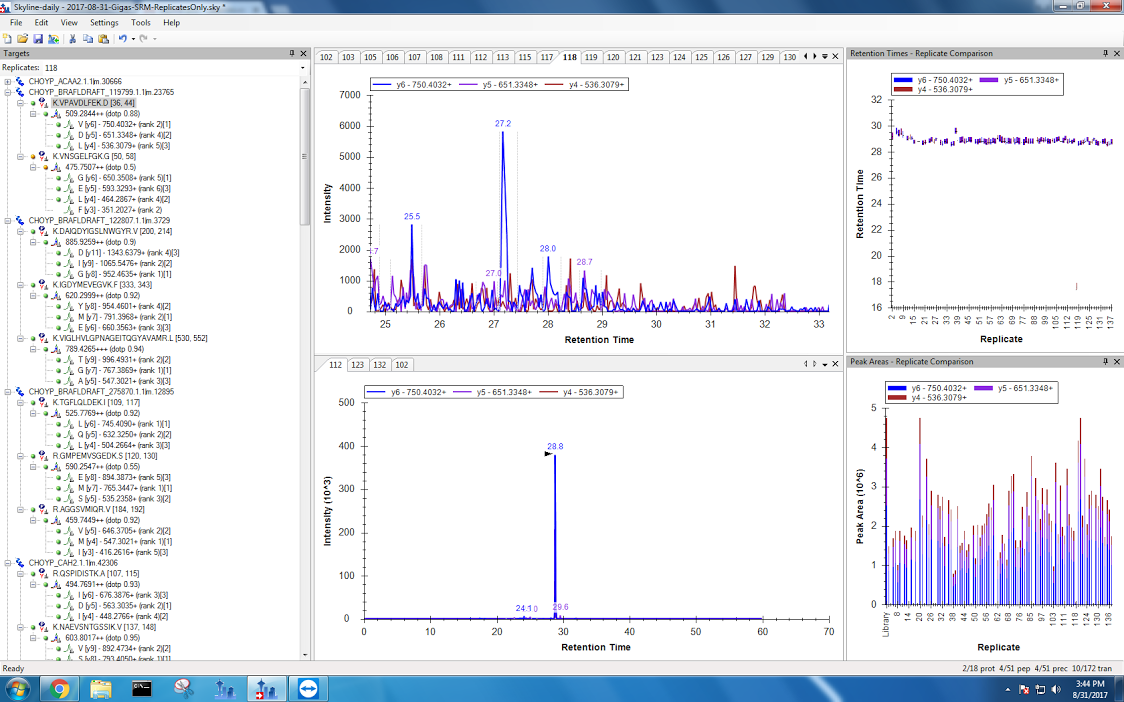 Skyline-daily - 2017-08-31-Gigas-SRM-ReplicatesOnly.sky *
File Edit View Settings Tools Help
Targets
Replicates: 118
CHOYP_ACAA2.1.1|m.30666
CHOYP_BRAFLDRAFT_119799.1.1|m.23765
K.VFAVDLFEK.D [36, 44]
509.2844++ (dotp 0.88)
V [y6] - 750.4032+ (rank 2)[1]
D [y5] - 651.3348+ (rank 4)[2]
L [y4] - 536.3079+ (rank 5)[3]
K.VNSGELFGK.G [50, 58]
475.7507++ (dotp 0.5)
G [y6] - 650.3508+ (rank 5)[1]
E [y5] - 593.3293+ (rank 6)[3]
L [y4] - 464.2867+ (rank 4)[2]
F [y3] - 351.2027+ (rank 2)
CHOYP_BRAFLDRAFT_122807.1.1|m.3729
K.DAIQDYIGSLNWGYR.V [200, 214]
885.9259++ (dotp 0.9)
D [y11] - 1343.6379+ (rank 4)[3]
I [y9] - 1065.5476+ (rank 2)[2]
G [y8] - 952.4635+ (rank 1)[1]
K.IGDYMEVEGVK.F [333, 343]
620.2999++ (dotp 0.92)
Y [y8] - 954.4601+ (rank 4)[2]
M [y7] - 791.3968+ (rank 2)[1]
E [y6] - 660.3563+ (rank 3)[3]
K.VIGLHVLGPNAGEITQGYAVAMR.L [530, 552]
789.4265+++ (dotp 0.94)
T [y9] - 996.4931+ (rank 2)[2]
G [y7] - 767.3869+ (rank 1)[1]
A [y5] - 547.3021+ (rank 3)[3]
CHOYP_BRAFLDRAFT_275870.1.1|m.12895
K.TGFLQLDEK.I [109, 117]
525.7769++ (dotp 0.92)
L [y6] - 745.4090+ (rank 1)[1]
Q [y5] - 632.3250+ (rank 2)[2]
L [y4] - 504.2664+ (rank 3)[3]
R.GMPEMVSGEDK.S [120, 130]
590.2547++ (dotp 0.55)
E [y8] - 894.3873+ (rank 5)[3]
M [y7] - 765.3447+ (rank 1)[1]
S [y5] - 535.2358+ (rank 3)[2]
R.AGGSVMIQR.V [184, 192]
459.7449++ (dotp 0.92)
V [y5] - 646.3705+ (rank 2)[2]
M [y4] - 547.3021+ (rank 1)[1]
I [y3] - 416.2616+ (rank 5)[3]
CHOYP_CAH2.1.1|m.42306
R.QSPIDISTK.A [107, 115]
494.7691++ (dotp 0.93)
I [y6] - 676.3876+ (rank 3)[3]
D [y5] - 563.3035+ (rank 2)[1]
I [y4] - 448.2766+ (rank 4)[2]
K.NAEVSNTGSSIK.V [137, 148]
603.8017++ (dotp 0.95)
V [y9] - 892.4734+ (rank 2)[2]
S [y8] - 793.4050+ (rank 1)[1]
102 103 105 106 107 108 111 112 113 115 117 118 119 120 121 123 124 125 126 127 129 130
y6 - 750.4032+ y5 - 651.3348+ y4 - 536.3079+
7000
6000
5000
4000
3000
2000
1000
0
Intensity
27.2
25.5
28.0
28.7
27.0
25 26 27 28 29 30 31 32 33
Retention Time
112 123 132 102
y6 - 750.4032+ y5 - 651.3348+ y4 - 536.3079+
500
400
300
200
100
0
Intensity (10^3)
28.8
29.6
0 10 20 30 40 50 60 70
Retention Time
Retention Times - Replicate Comparison
y6 - 750.4032+ y5 - 651.3348+
y4 - 536.3079+
32
30
28
26
24
22
20
18
16
Retention Time
2 9 15 21 27 33 39 45 51 57 63 69 77 83 89 94 105 112 119 125 131 137
Replicate
Peak Areas - Replicate Comparison
y6 - 750.4032+ y5 - 651.3348+
y4 - 536.3079+
5
4
3
2
1
0
Peak Area (10^6)
Library 8 14 20 26 32 38 44 50 56 62 68 76 85 93 103 111 118 124 130 136
Replicate
Ready
2/18 prot 4/51 pep 4/51 prec 10/172 tran
3:44 PM
8/31/2017